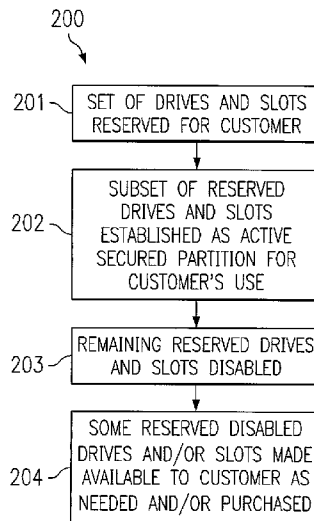 200
201
SET OF DRIVES AND SLOTS
RESERVED FOR CUSTOMER
202
SUBSET OF RESERVED
DRIVES AND SLOTS
ESTABLISHED AS ACTIVE
SECURED PARTITION FOR
CUSTOMER'S USE
203
REMAINING RESERVED DRIVES
AND SLOTS DISABLED
204
SOME RESERVED DISABLED
DRIVES AND/OR SLOTS MADE
AVAILABLE TO CUSTOMER AS
NEEDED AND/OR PURCHASED